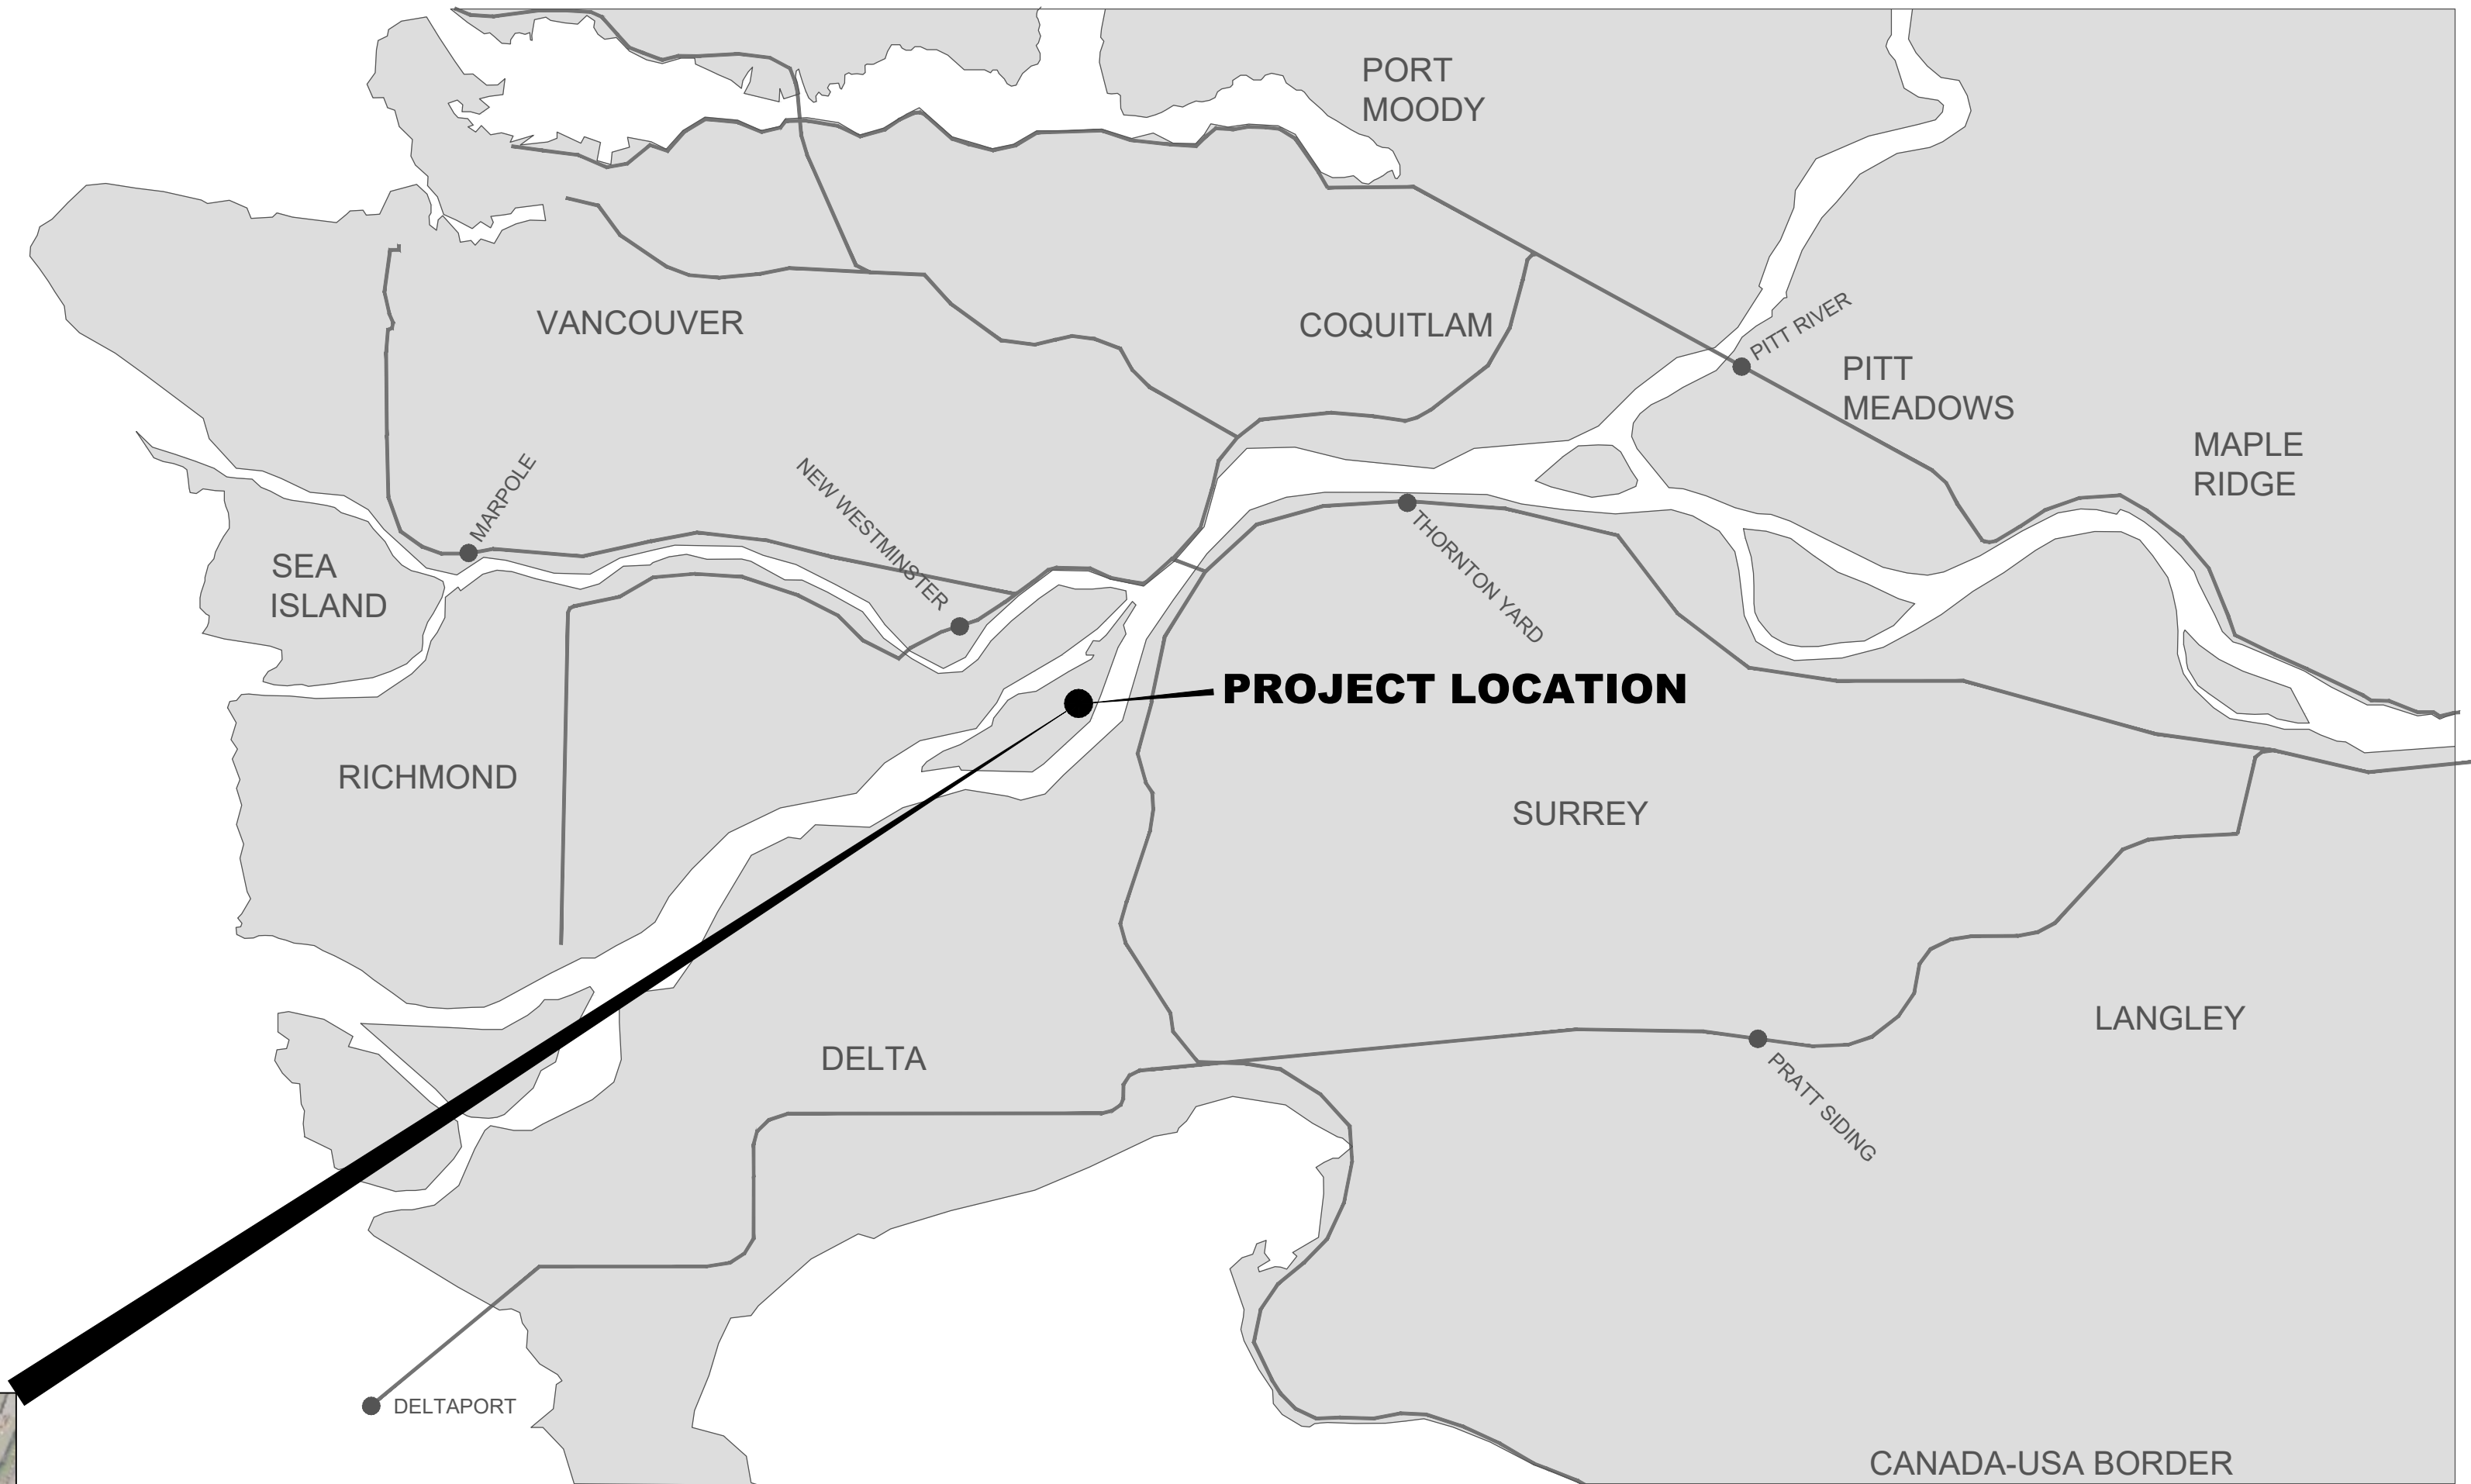 PORT
MOODY
VANCOUVER
COQUITLAM
PITT RIVER
PITT
MEADOWS
MAPLE
RIDGE
MARPOLE
NEW WESTMINSTER
THORNTON YARD
SEA
ISLAND
PROJECT LOCATION
RICHMOND
SURREY
LANGLEY
DELTA
PRATT SIDING
DELTAPORT
CANADA-USA BORDER